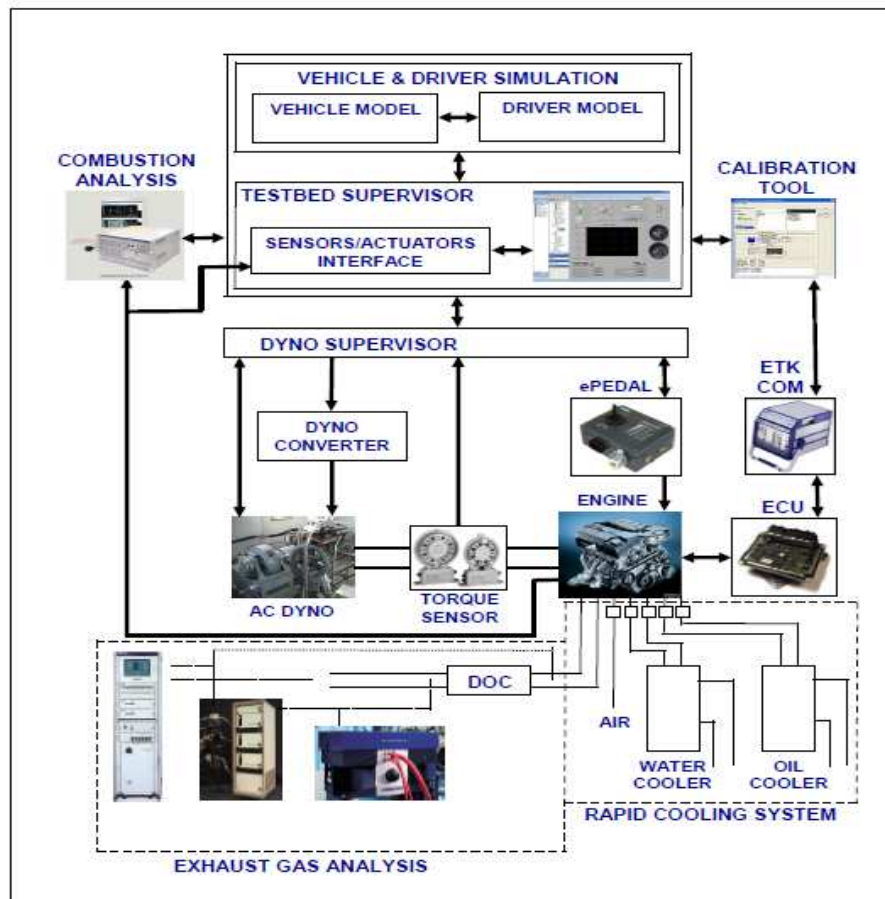 VEHICLE & DRIVER SIMULATION
VEHICLE MODEL
DRIVER MODEL
COMBUSTION
ANALYSIS
CALIBRATION
TOOL
TESTBED SUPERVISOR
SENSORS/ACTUATORS
INTERFACE
DYNO SUPERVISOR
ePEDAL
ETK
COM
DYNO
CONVERTER
ENGINE
ECU
AC DYNO
TORQUE
SENSOR
DOC
AIR
WATER
COOLER
OIL
COOLER
RAPID COOLING SYSTEM
EXHAUST GAS ANALYSIS